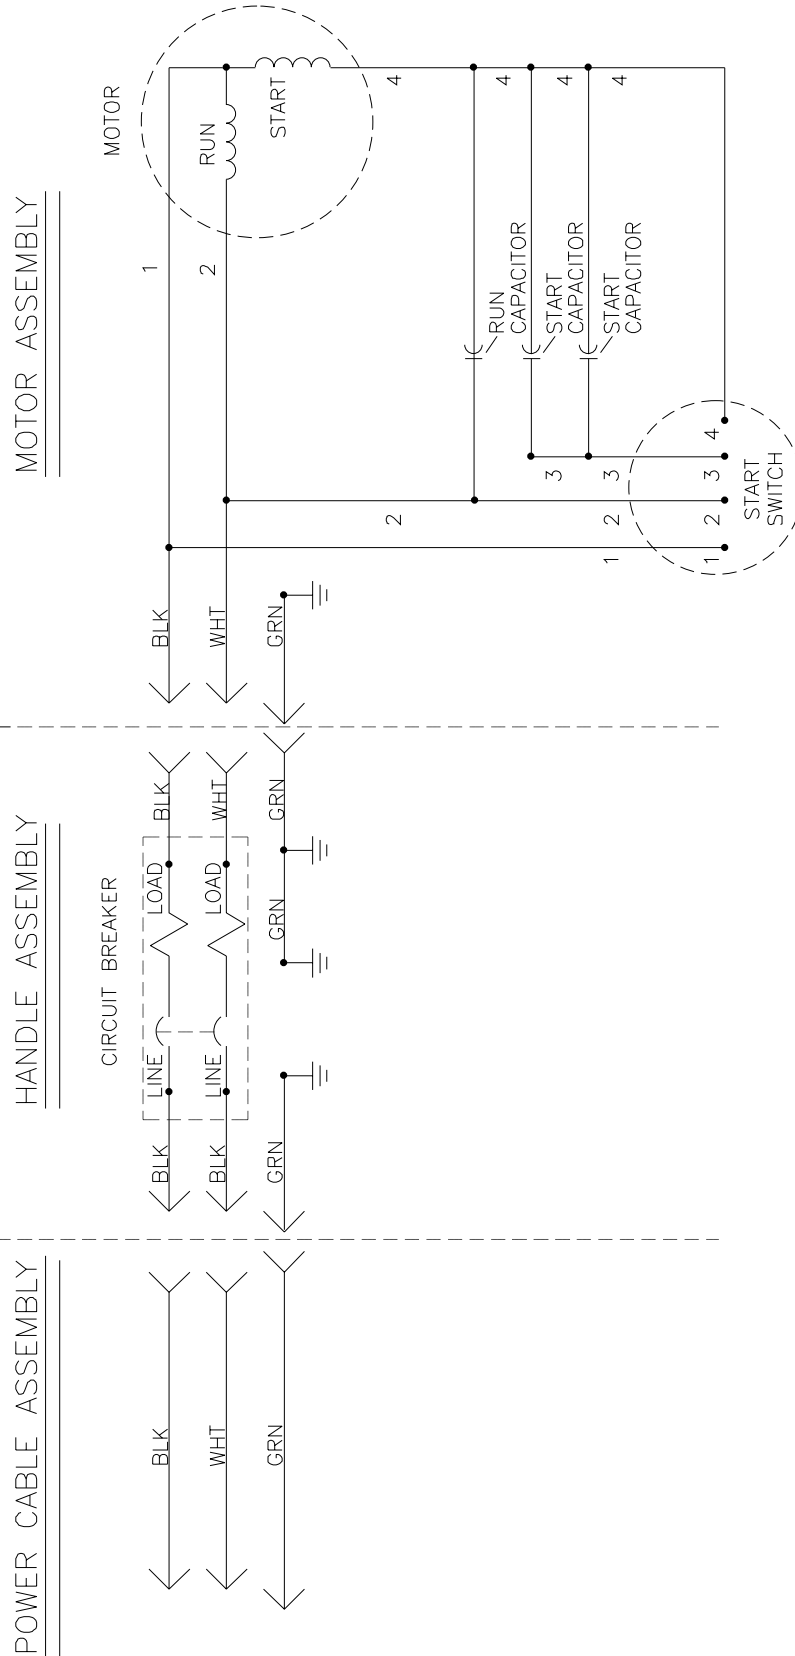 POWER CABLE ASSEMBLY
BLK
WHT
GRN
HANDLE ASSEMBLY
CIRCUIT BREAKER
BLK
LINE
LOAD
BLK
BLK
LINE
LOAD
WHT
GRN
GRN
GRN
MOTOR ASSEMBLY
MOTOR
BLK
1
WHT
2
RUN
START
GRN
2
4
RUN
CAPACITOR
4
3
START
CAPACITOR
4
1
2
3
START
CAPACITOR
4
1
2
3
4
START
SWITCH